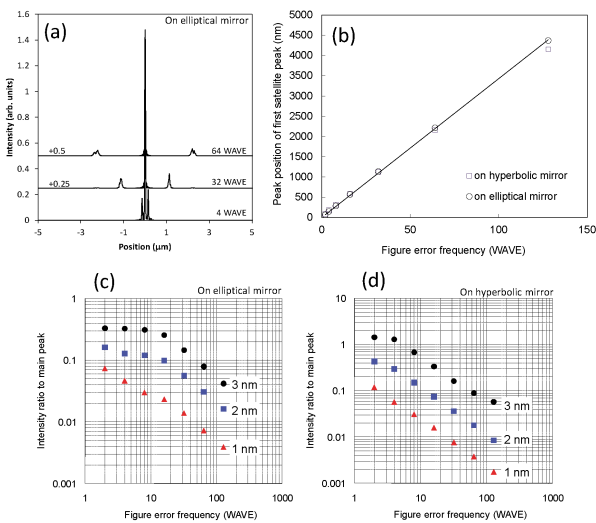 On elliptical mirror
(a)
Intensity (arb. units)
1.6
1.4
1.2
1
0.8
0.6
0.4
0.2
0
+0.5
64 WAVE
+0.25
32 WAVE
4 WAVE
-5
-3
-1
1
3
5
Position (µm)
(b)
Peak position of first satellite peak (nm)
5000
4500
4000
3500
3000
2500
2000
1500
1000
500
0
on hyperbolic mirror
on elliptical mirror
0
50
100
150
Figure error frequency (WAVE)
(c)
On elliptical mirror
Intensity ratio to main peak
1
0.1
0.01
0.001
3 nm
2 nm
1 nm
1
10
100
1000
Figure error frequency (WAVE)
(d)
On hyperbolic mirror
Intensity ratio to main peak
10
1
0.1
0.01
0.001
3 nm
2 nm
1 nm
1
10
100
1000
Figure error frequency (WAVE)